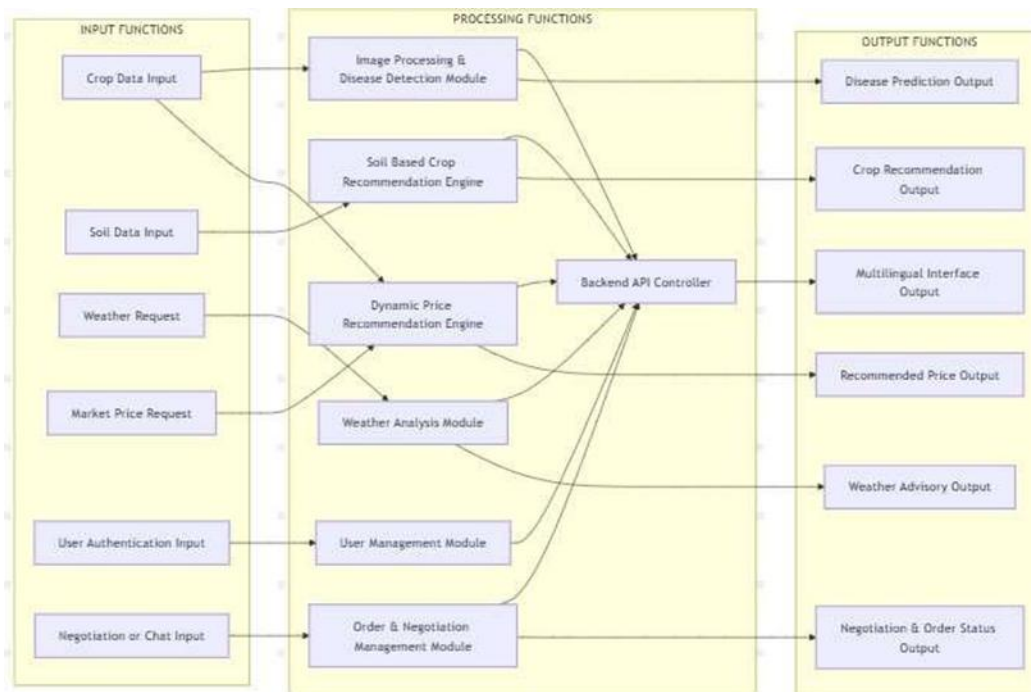 INPUT FUNCTIONS
Crop Data Input
Soil Data Input
Weather Request
Market Price Request
User Authentication Input
Negotiation or Chat Input
PROCESSING FUNCTIONS
Image Processing &
Disease Detection Module
Soil Based Crop
Recommendation Engine
Dynamic Price
Recommendation Engine
Weather Analysis Module
User Management Module
Order & Negotiation
Management Module
Backend API Controller
OUTPUT FUNCTIONS
Disease Prediction Output
Crop Recommendation
Output
Multilingual Interface
Output
Recommended Price Output
Weather Advisory Output
Negotiation & Order Status
Output